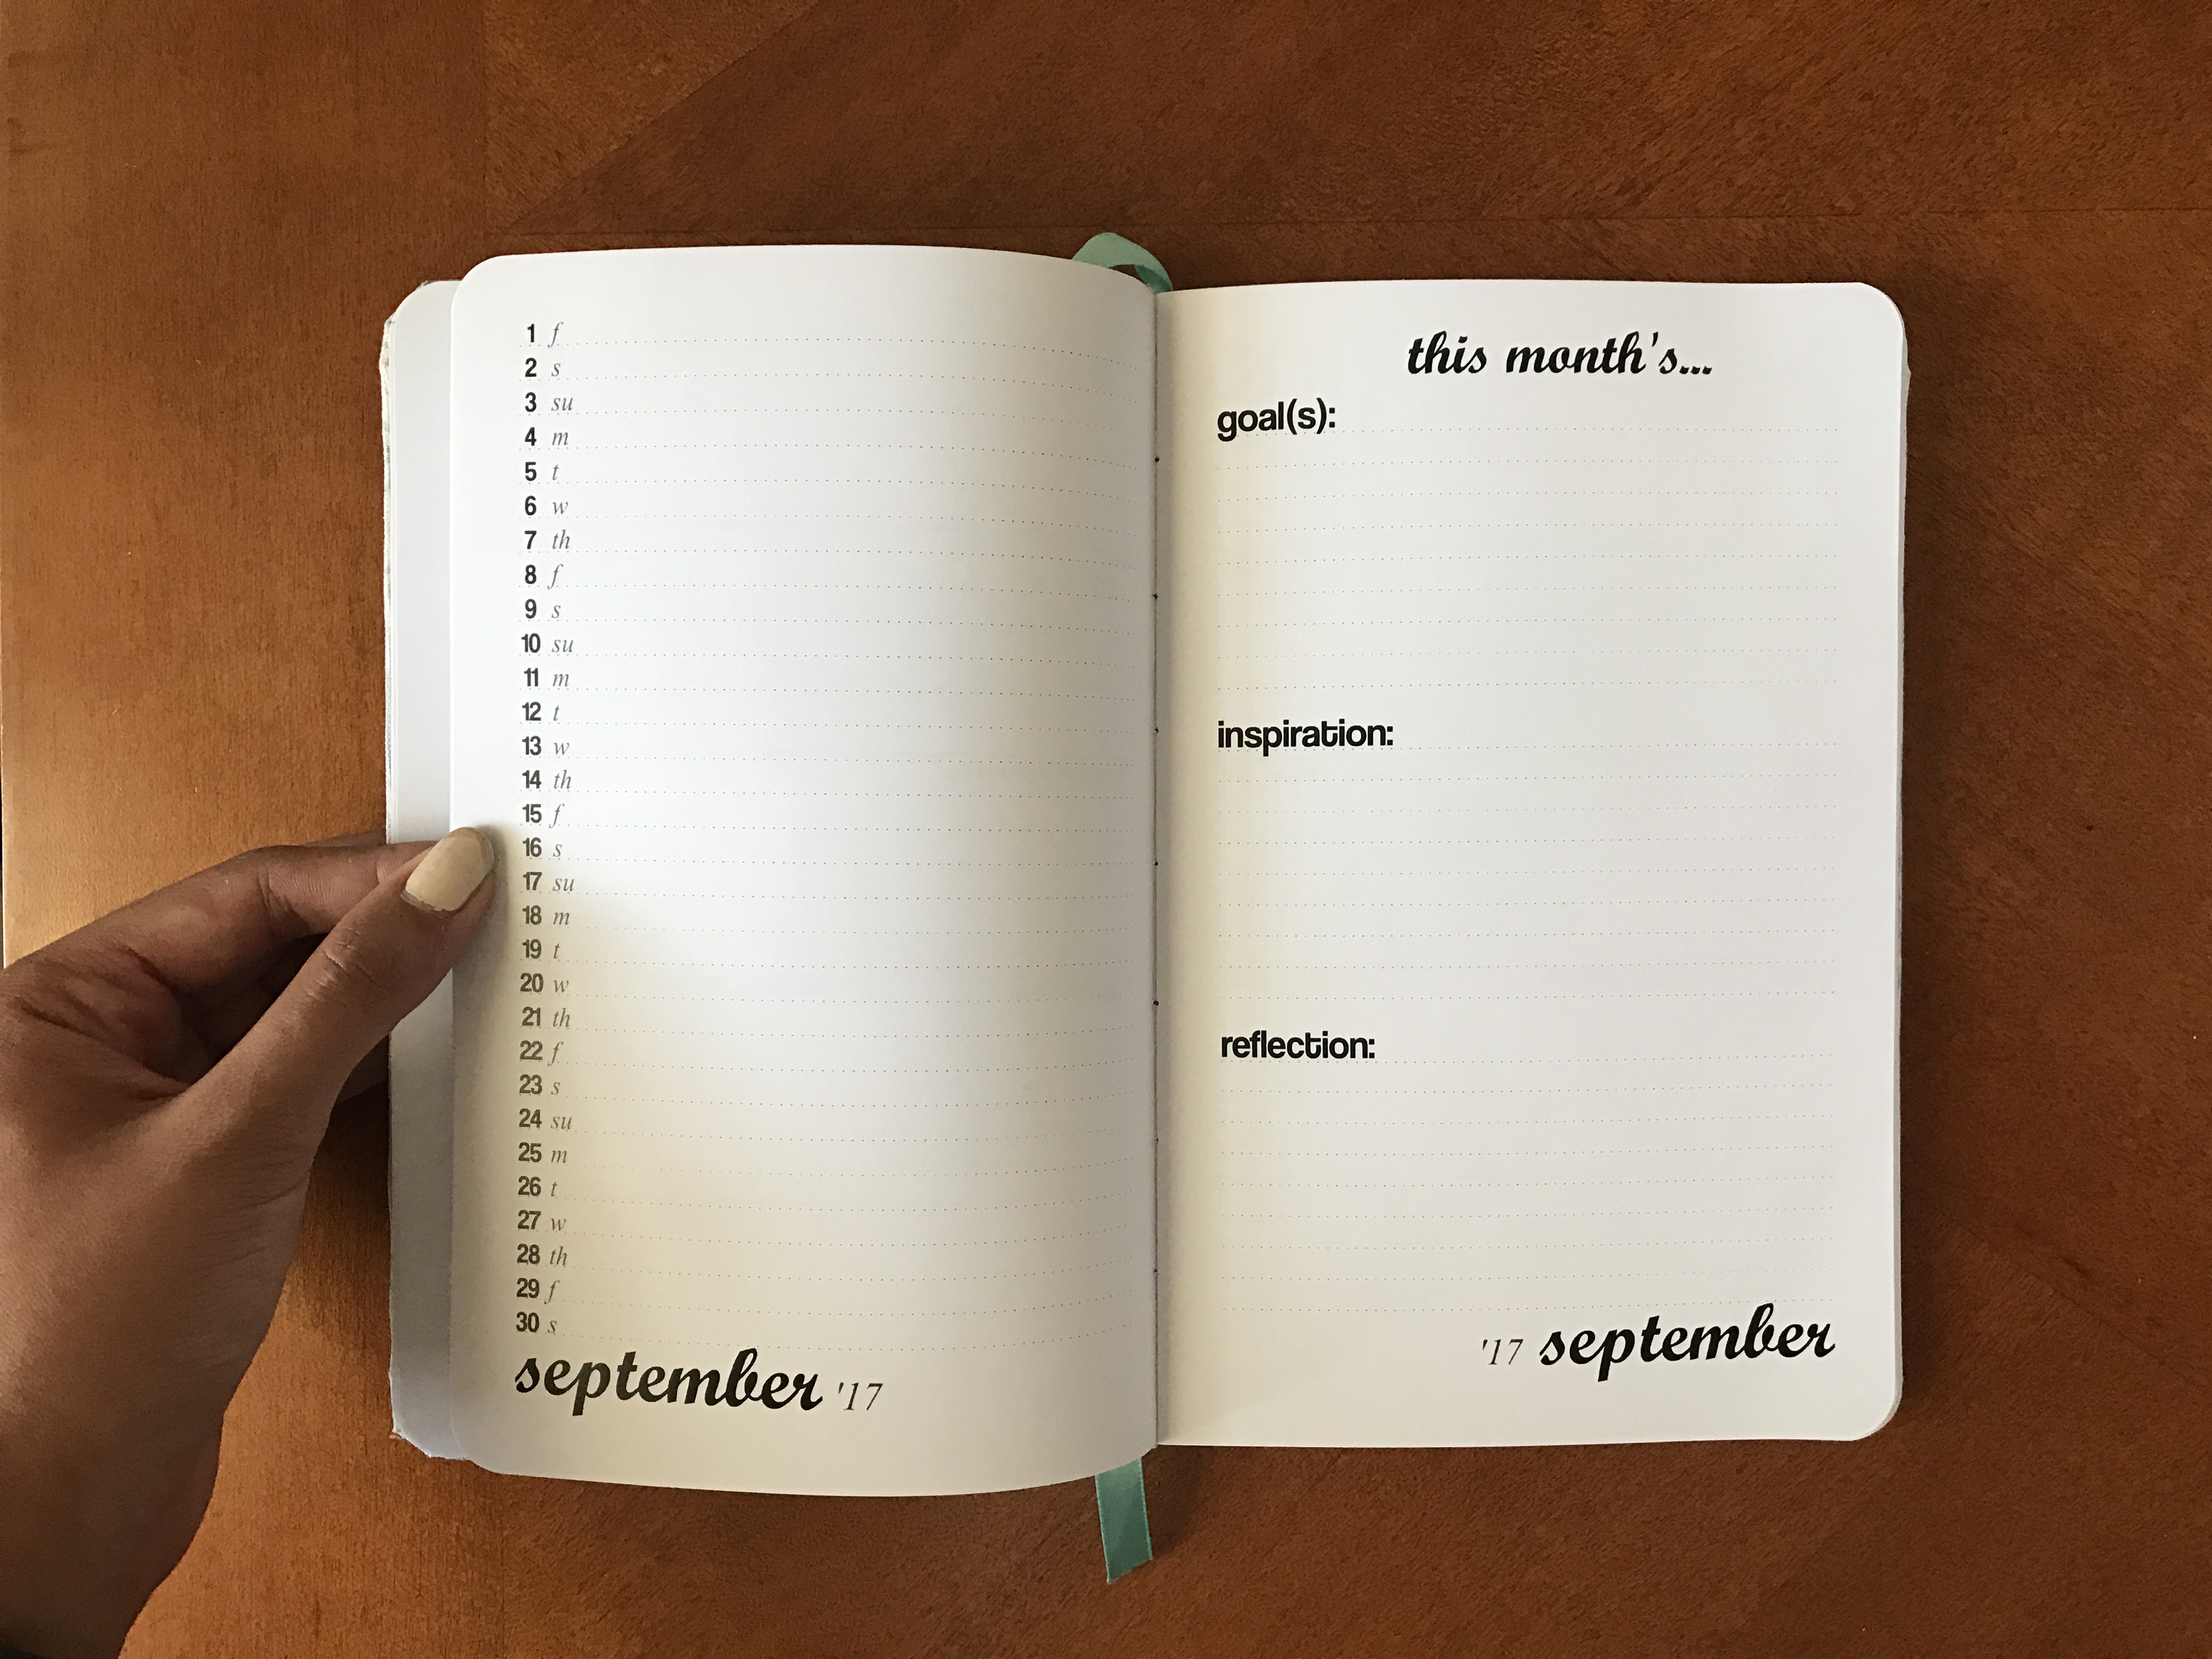 1 f
2 s
3 su
4 m
5 t
6 w
7 th
8 f
9 s
10 su
11 m
12 t
13 w
14 th
15 f
16 s
17 su
18 m
19 t
20 w
21 th
22 f
23 s
24 su
25 m
26 t
27 w
28 th
29 f
30 s
september '17
this month's...
goal(s):
inspiration:
reflection:
'17 september